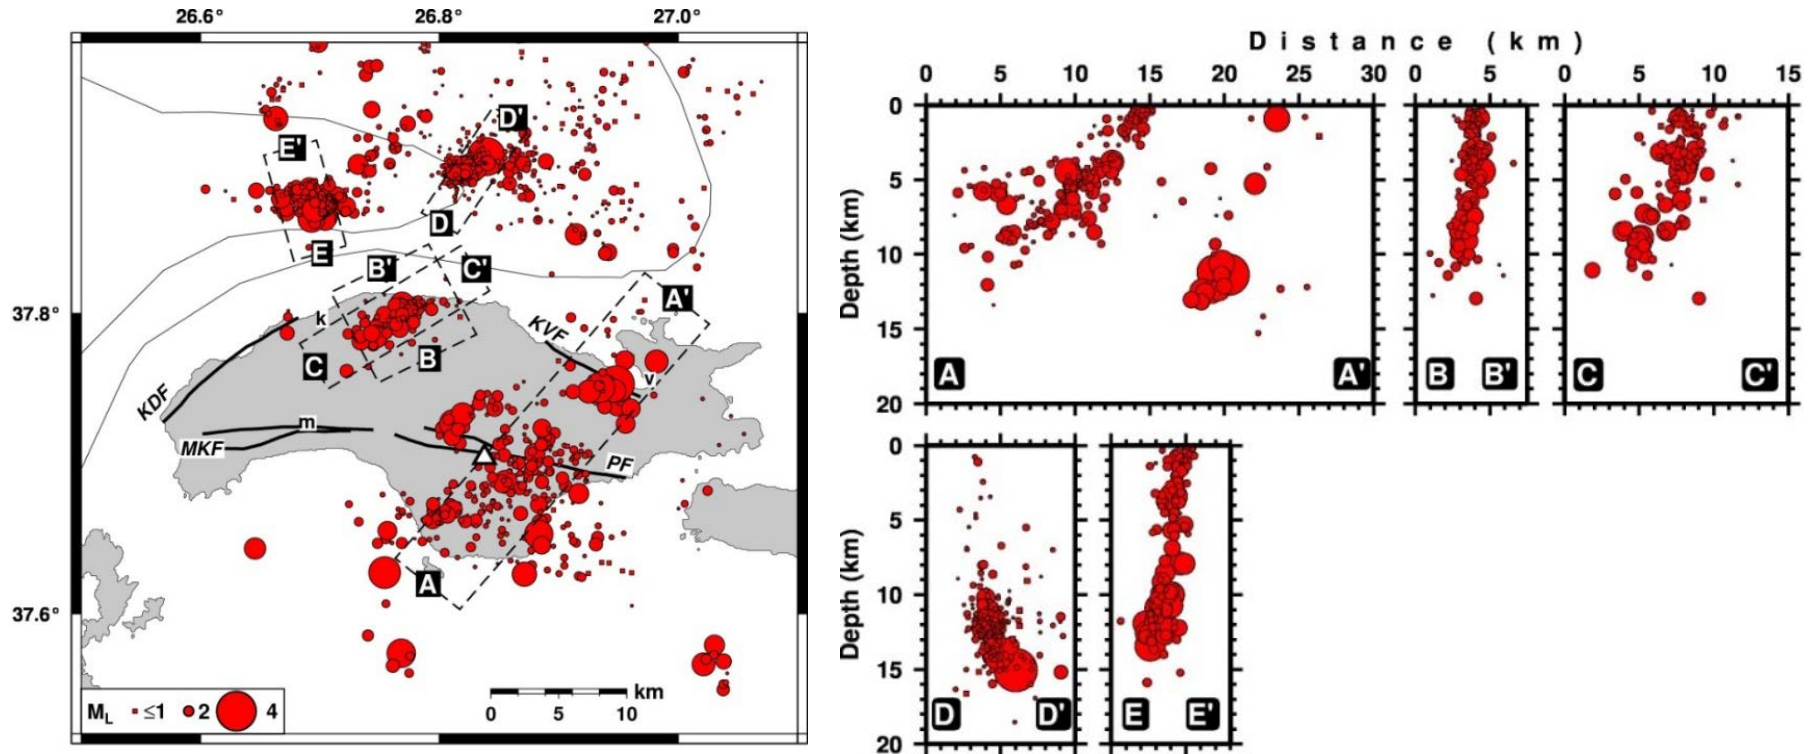 26.6° 26.8° 27.0°
37.8°
37.6°
E'
D'
D
E
B'
C'
A'
k
C
B
KVF
v
KDF
m
MKF
PF
A
M_L ≤1 2 4
0 5 10 km
Distance (km)
0 5 10 15 20 25 30
0 5
0 5 10 15
Depth (km)
0
5
10
15
20
A A'
B B'
C C'
Depth (km)
0
5
10
15
20
D D'
E E'